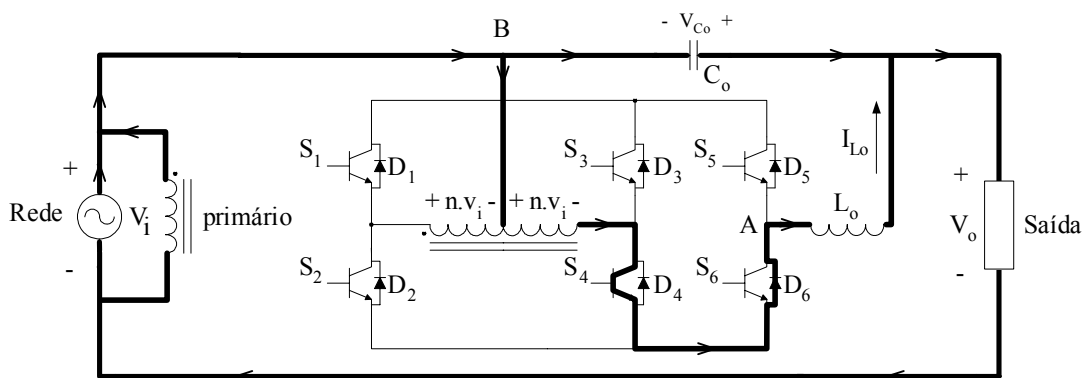 B
- V_Co +
C_o
S_1
D_1
S_3
D_3
S_5
D_5
I_Lo
+
Rede
V_i
primário
-
+ n.v_i - + n.v_i -
A
L_o
+
V_o
Saída
-
S_2
D_2
S_4
D_4
S_6
D_6